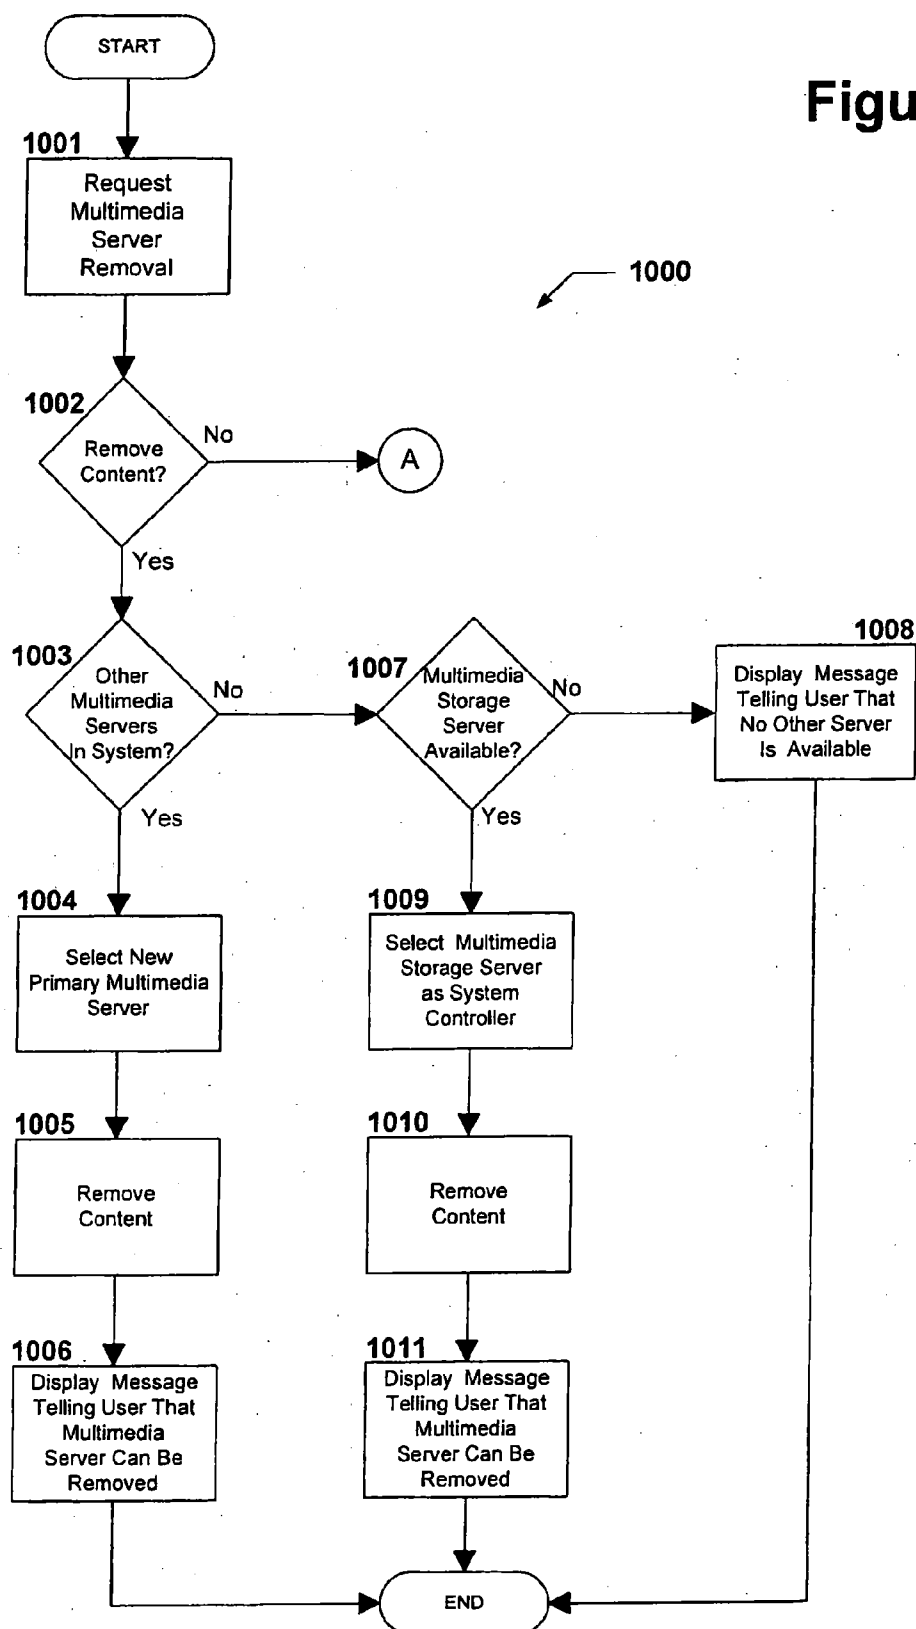 START
Figu
1001
Request
Multimedia
Server
Removal
1000
1002
Remove
Content?
No
A
Yes
1003
Other
Multimedia
Servers
In System?
No
1007
Multimedia
Storage
Server
Available?
No
1008
Display Message
Telling User That
No Other Server
Is Available
Yes
Yes
1004
Select New
Primary Multimedia
Server
1009
Select Multimedia
Storage Server
as System
Controller
1005
Remove
Content
1010
Remove
Content
1006
Display Message
Telling User That
Multimedia
Server Can Be
Removed
1011
Display Message
Telling User That
Multimedia
Server Can Be
Removed
END